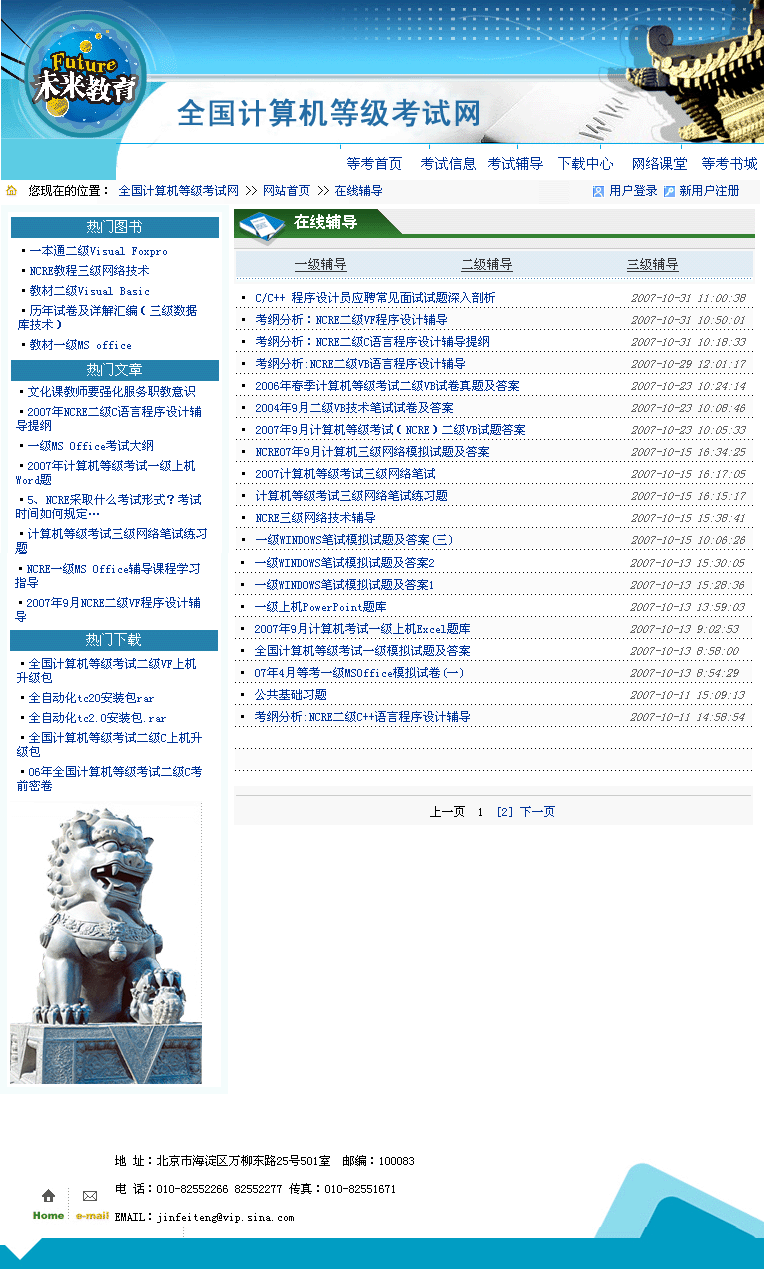 Future
未来教育
全国计算机等级考试网
等考首页 考试信息 考试辅导 下载中心 网络课堂 等考书城
您现在的位置： 全国计算机等级考试网 >> 网站首页 >> 在线辅导 用户登录 新用户注册
热门图书
▪一本通二级Visual Foxpro
▪NCRE教程三级网络技术
▪教材二级Visual Basic
▪历年试卷及详解汇编（三级数据
库技术）
▪教材一级MS office
热门文章
▪文化课教师要强化服务职教意识
▪2007年NCRE二级C语言程序设计辅
导提纲
▪一级MS Office考试大纲
▪2007年计算机等级考试一级上机
Word题
▪5、NCRE采取什么考试形式？考试
时间如何规定…
▪计算机等级考试三级网络笔试练习
题
▪NCRE一级MS Office辅导课程学习
指导
▪2007年9月NCRE二级VF程序设计辅
导
热门下载
▪全国计算机等级考试二级VF上机
升级包
▪全自动化tc20安装包rar
▪全自动化tc2.0安装包.rar
▪全国计算机等级考试二级C上机升
级包
▪06年全国计算机等级考试二级C考
前密卷
在线辅导
一级辅导 二级辅导 三级辅导
▪ C/C++ 程序设计员应聘常见面试试题深入剖析 2007-10-31 11:00:38
▪ 考纲分析：NCRE二级VF程序设计辅导 2007-10-31 10:50:01
▪ 考纲分析：NCRE二级C语言程序设计辅导提纲 2007-10-31 10:18:33
▪ 考纲分析:NCRE二级VB语言程序设计辅导 2007-10-29 12:01:17
▪ 2006年春季计算机等级考试二级VB试卷真题及答案 2007-10-23 10:24:14
▪ 2004年9月二级VB技术笔试试卷及答案 2007-10-23 10:08:46
▪ 2007年9月计算机等级考试（NCRE）二级VB试题答案 2007-10-23 10:05:33
▪ NCRE07年9月计算机三级网络模拟试题及答案 2007-10-15 16:34:25
▪ 2007计算机等级考试三级网络笔试 2007-10-15 16:17:05
▪ 计算机等级考试三级网络笔试练习题 2007-10-15 16:15:17
▪ NCRE三级网络技术辅导 2007-10-15 15:38:41
▪ 一级WINDOWS笔试模拟试题及答案(三) 2007-10-15 10:06:26
▪ 一级WINDOWS笔试模拟试题及答案2 2007-10-13 15:30:05
▪ 一级WINDOWS笔试模拟试题及答案1 2007-10-13 15:28:36
▪ 一级上机PowerPoint题库 2007-10-13 13:59:03
▪ 2007年9月计算机考试一级上机Excel题库 2007-10-13 9:02:53
▪ 全国计算机等级考试一级模拟试题及答案 2007-10-13 8:58:00
▪ 07年4月等考一级MSOffice模拟试卷(一) 2007-10-13 8:54:29
▪ 公共基础习题 2007-10-11 15:09:13
▪ 考纲分析:NCRE二级C++语言程序设计辅导 2007-10-11 14:58:54
上一页 1 [2] 下一页
地 址：北京市海淀区万柳东路25号501室 邮编：100083
电 话：010-82552266 82552277 传真：010-82551671
Home e-mail EMAIL：jinfeiteng@vip.sina.com